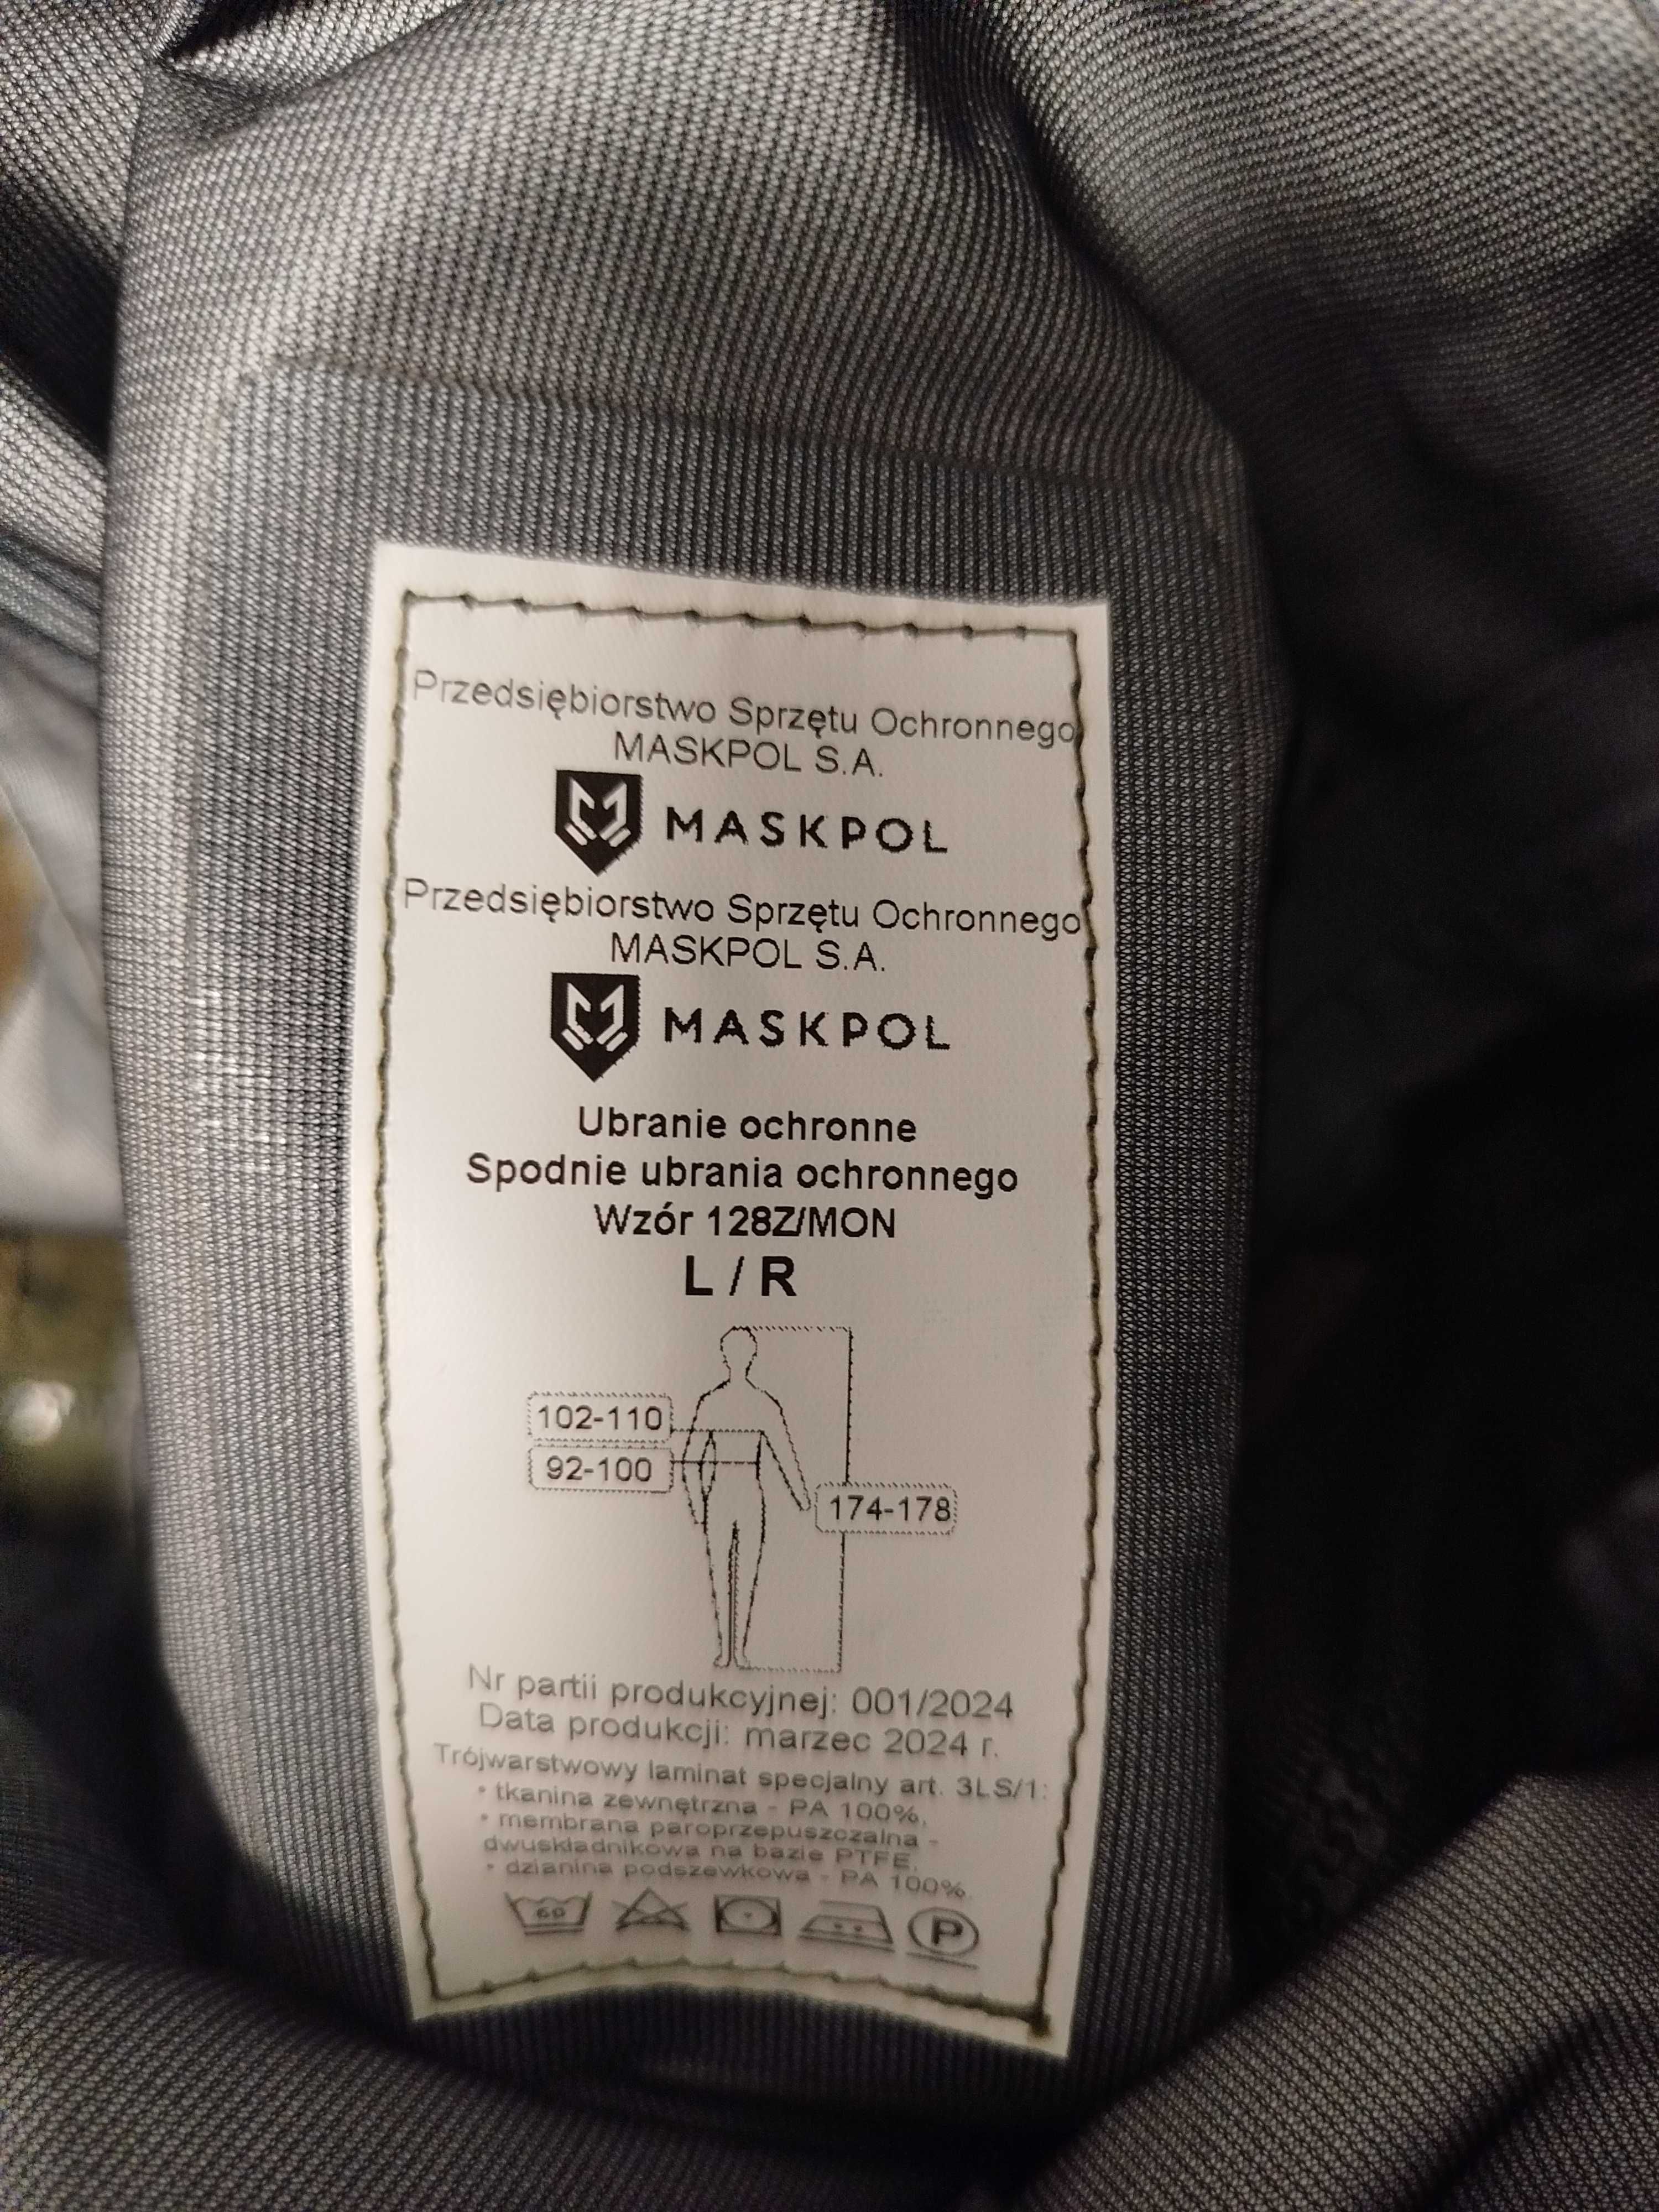 Przedsiębiorstwo Sprzętu Ochronnego
MASKPOL S.A.
MASKPOL
Przedsiębiorstwo Sprzętu Ochronnego
MASKPOL S.A.
MASKPOL
Ubranie ochronne
Spodnie ubrania ochronnego
Wzór 128Z/MON
L / R
102-110
92-100
174-178
Nr partii produkcyjnej: 001/2024
Data produkcji: marzec 2024 r.
Trójwarstwowy laminat specjalny art. 3LS/1:
• tkanina zewnętrzna - PA 100%,
• membrana paroprzepuszczalna -
dwuskładnikowa na bazie PTFE,
• dzianina podszewkowa - PA 100%.
60
P